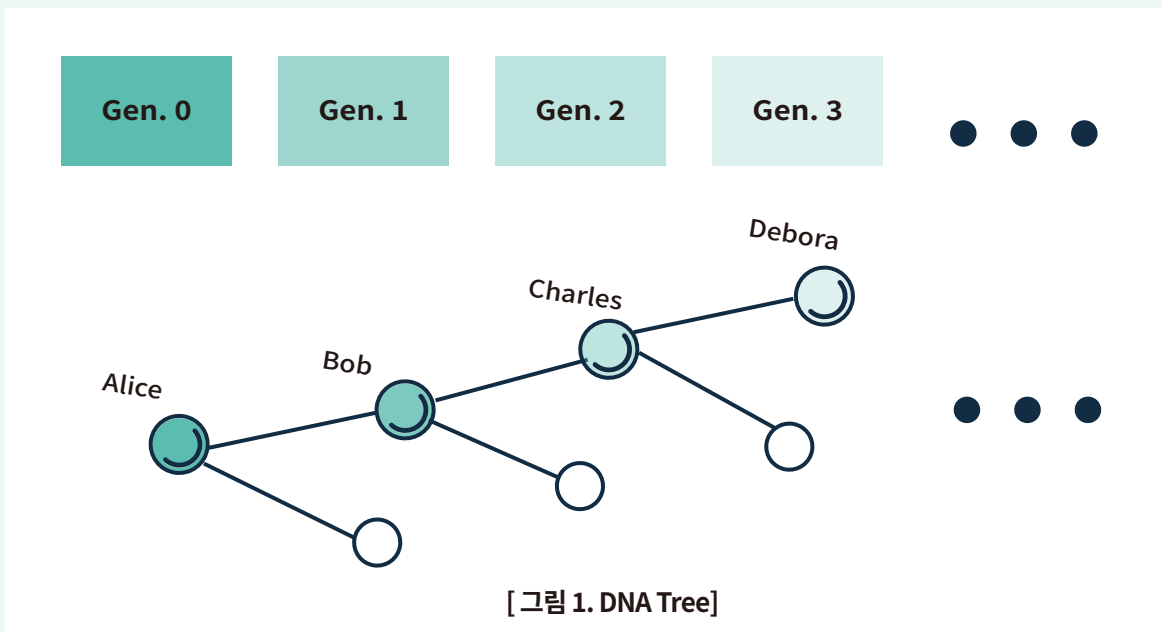 Gen. 0
Gen. 1
Gen. 2
Gen. 3
Debora
Charles
Bob
Alice
[ 그림 1. DNA Tree]